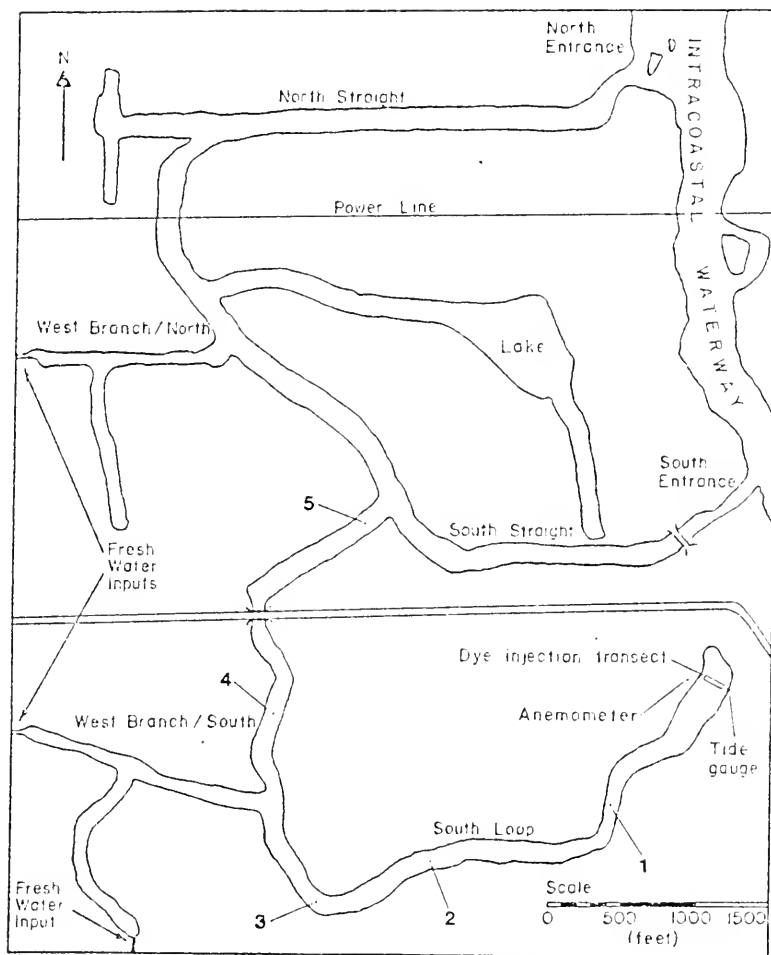 North
Entrance
N
North Straight
INTRACOASTAL
WATERWAY
Power Line
West Branch/North
Lake
South
Entrance
5
South Straight
Fresh
Water
Inputs
Dye injection transect
4
Anemometer
West Branch/South
Tide
gauge
South Loop
1
Fresh
Water
Input
3
2
Scale
0 500 1000 1500
(feet)